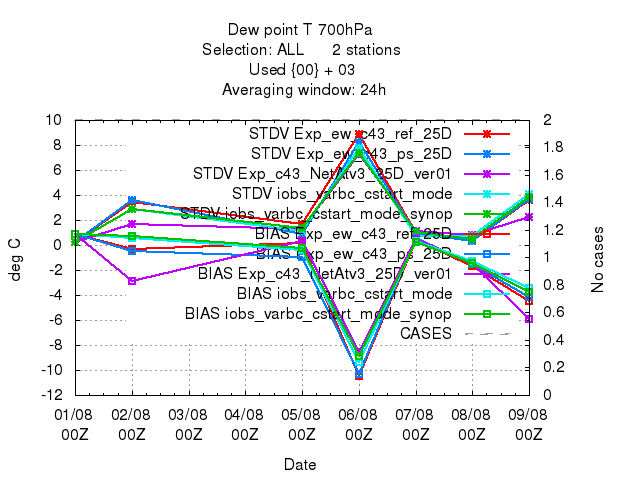 Dew point T 700hPa
Selection: ALL 2 stations
Used {00} + 03
Averaging window: 24h
10
8
6
4
2
0
-2
-4
-6
-8
-10
-12
deg C
2
1.8
1.6
1.4
1.2
1
0.8
0.6
0.4
0.2
0
No cases
STDV Exp_ew_c43_ref_25D
STDV Exp_ew_c43_ps_25D
STDV Exp_c43_NetAtv3_25D_ver01
STDV iobs_varbc_cstart_mode
STDV iobs_varbc_cstart_mode_synop
BIAS Exp_ew_c43_ref_25D
BIAS Exp_ew_c43_ps_25D
BIAS Exp_c43_NetAtv3_25D_ver01
BIAS iobs_varbc_cstart_mode
BIAS iobs_varbc_cstart_mode_synop
CASES
01/08 02/08 03/08 04/08 05/08 06/08 07/08 08/08 09/08
00Z 00Z 00Z 00Z 00Z 00Z 00Z 00Z 00Z
Date